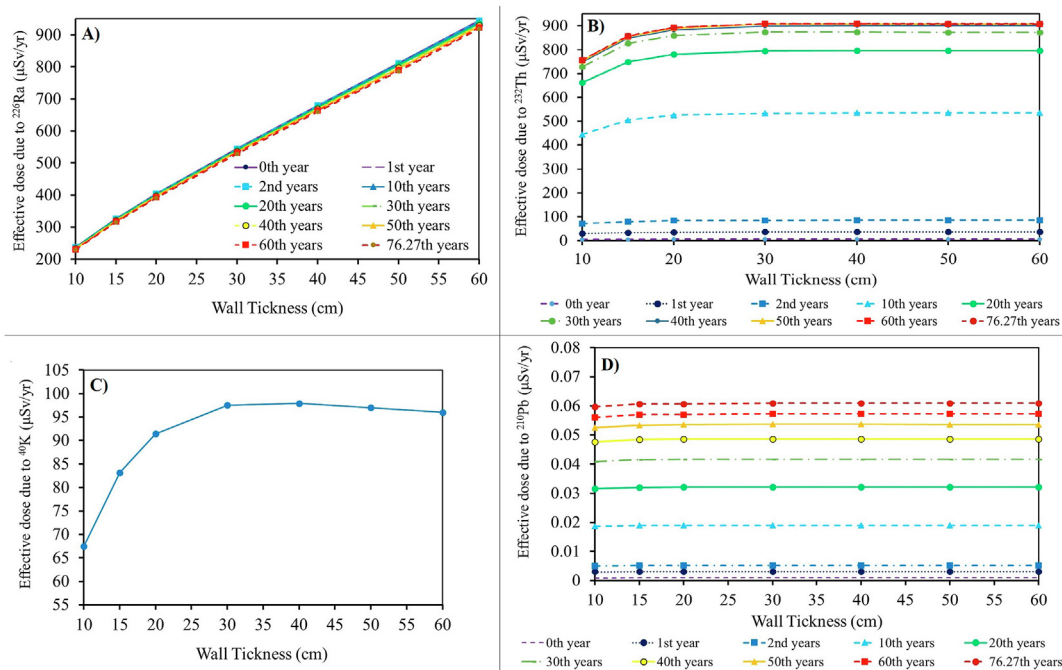 A)
Effective dose due to ²²⁶Ra (µSv/yr)
1000
900
800
700
600
500
400
300
200
0th year
1st year
2nd years
10th years
20th years
30th years
40th years
50th years
60th years
76.27th years
10 15 20 25 30 35 40 45 50 55 60
Wall Tickness (cm)
B)
Effective dose due to ²³²Th (µSv/yr)
900
800
700
600
500
400
300
200
100
0
10 15 20 25 30 35 40 45 50 55 60
Wall Tickness (cm)
0th year 1st year 2nd years 10th years 20th years
30th years 40th years 50th years 60th years 76.27th years
C)
Effective dose due to ⁴⁰K (µSv/yr)
105
100
95
90
85
80
75
70
65
60
55
10 15 20 25 30 35 40 45 50 55 60
Wall Tickness (cm)
D)
Effective dose due to ²¹⁰Pb (µSv/yr)
0.08
0.07
0.06
0.05
0.04
0.03
0.02
0.01
0
10 15 20 25 30 35 40 45 50 55 60
Wall Tickness (cm)
0th year 1st year 2nd years 10th years 20th years
30th years 40th years 50th years 60th years 76.27th years